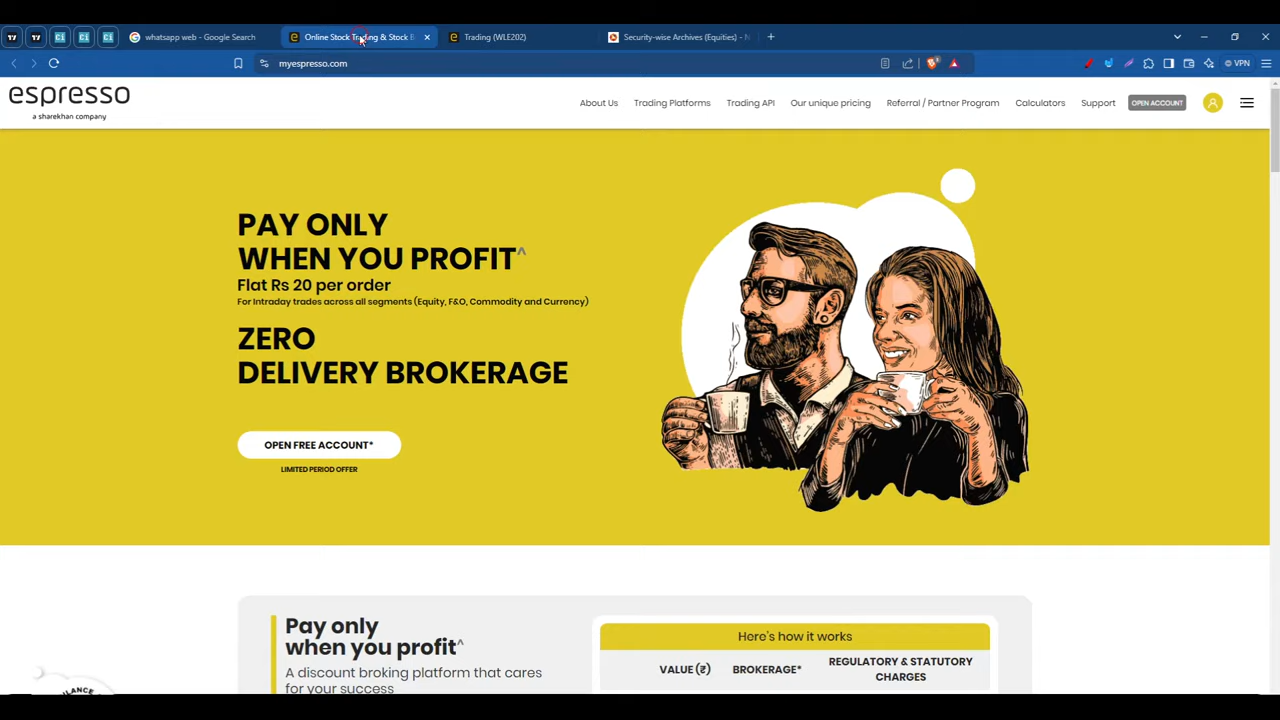 whatsapp web - Google Search
Online Stock Trading & Stock B
Trading (WLE202)
Security-wise Archives (Equities) - N
myespresso.com
VPN
espresso
a sharekhan company
About Us
Trading Platforms
Trading API
Our unique pricing
Referral / Partner Program
Calculators
Support
OPEN ACCOUNT
PAY ONLY
WHEN YOU PROFIT^
Flat Rs 20 per order
For Intraday trades across all segments (Equity, F&O, Commodity and Currency)
ZERO
DELIVERY BROKERAGE
OPEN FREE ACCOUNT*
LIMITED PERIOD OFFER
Pay only
when you profit^
A discount broking platform that cares
for your success
Here's how it works
VALUE (₹)
BROKERAGE*
REGULATORY & STATUTORY
CHARGES